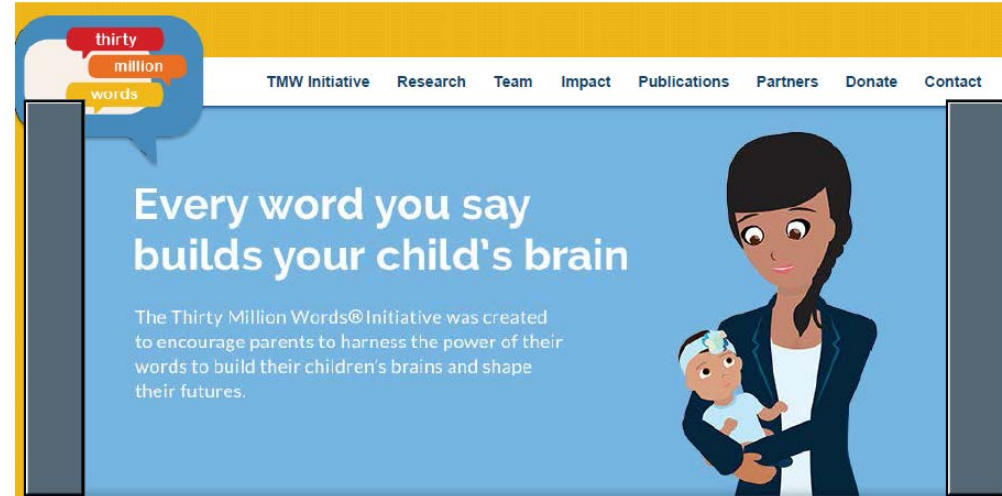 thirty
million
words
TMW Initiative Research Team Impact Publications Partners Donate Contact
Every word you say
builds your child's brain
The Thirty Million Words® Initiative was created
to encourage parents to harness the power of their
words to build their children's brains and shape
their futures.